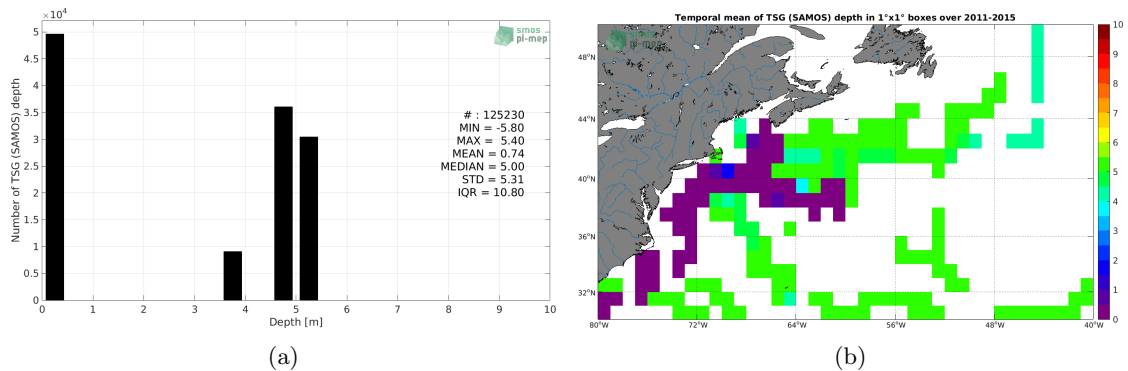 ×10⁴
5
4.5
4
3.5
3
2.5
2
1.5
1
0.5
0
Number of TSG (SAMOS) depth
smos
pi-mep
# : 125230
MIN = -5.80
MAX = 5.40
MEAN = 0.74
MEDIAN = 5.00
STD = 5.31
IQR = 10.80
0 1 2 3 4 5 6 7 8 9 10
Depth [m]
(a)
Temporal mean of TSG (SAMOS) depth in 1°x1° boxes over 2011-2015
smos
pi-mep
48°N
44°N
40°N
36°N
32°N
80°W 72°W 64°W 56°W 48°W 40°W
10
9
8
7
6
5
4
3
2
1
0
(b)